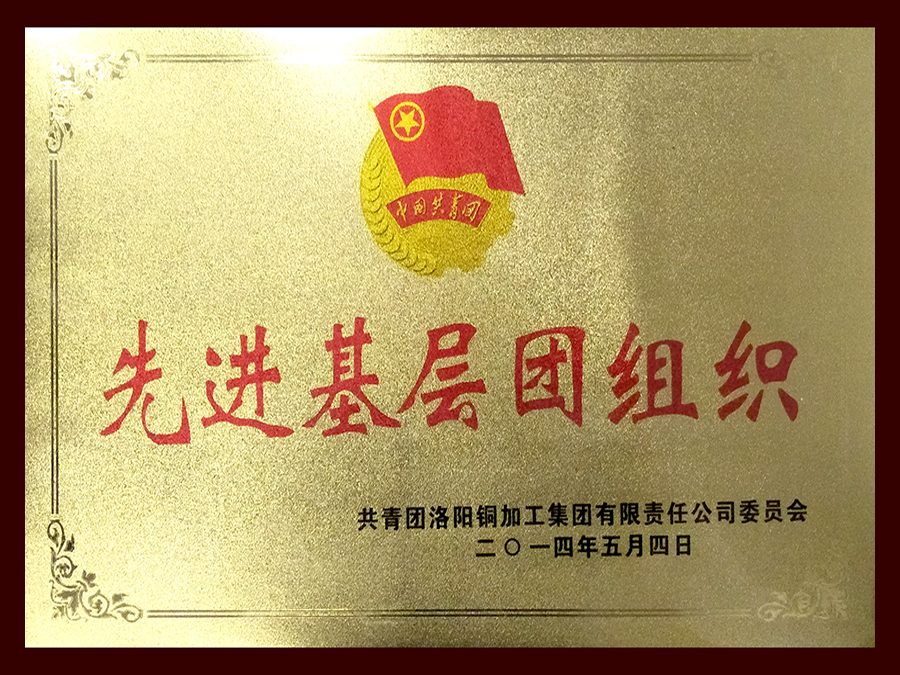 中国共青团
先进基层团组织
共青团洛阳铜加工集团有限责任公司委员会
二〇一四年五月四日